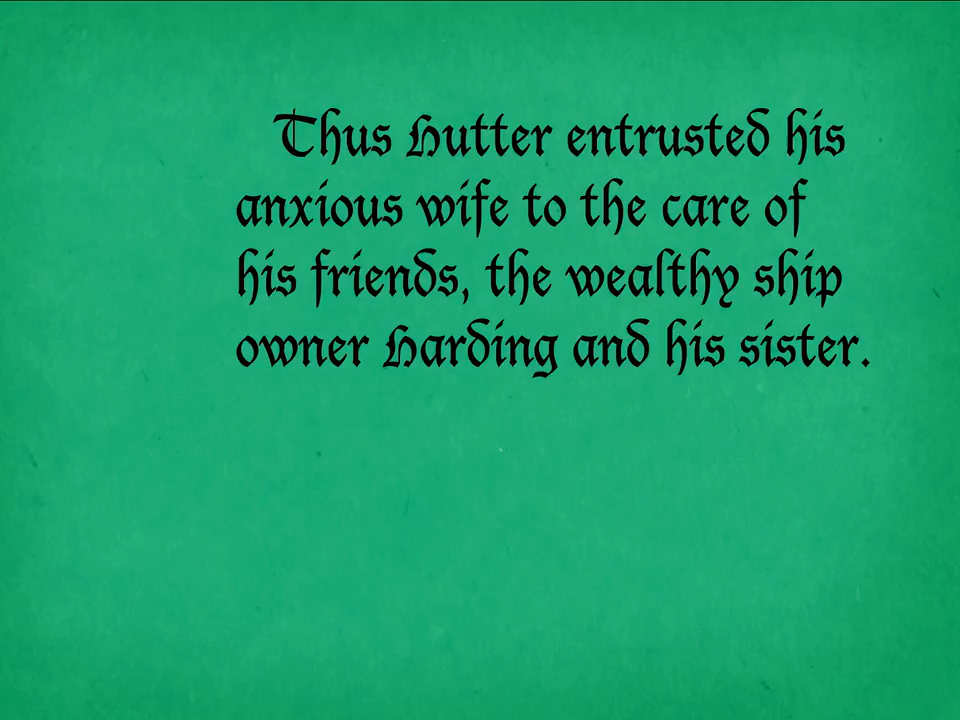 Thus Hutter entrusted his
anxious wife to the care of
his friends, the wealthy ship
owner Harding and his sister.